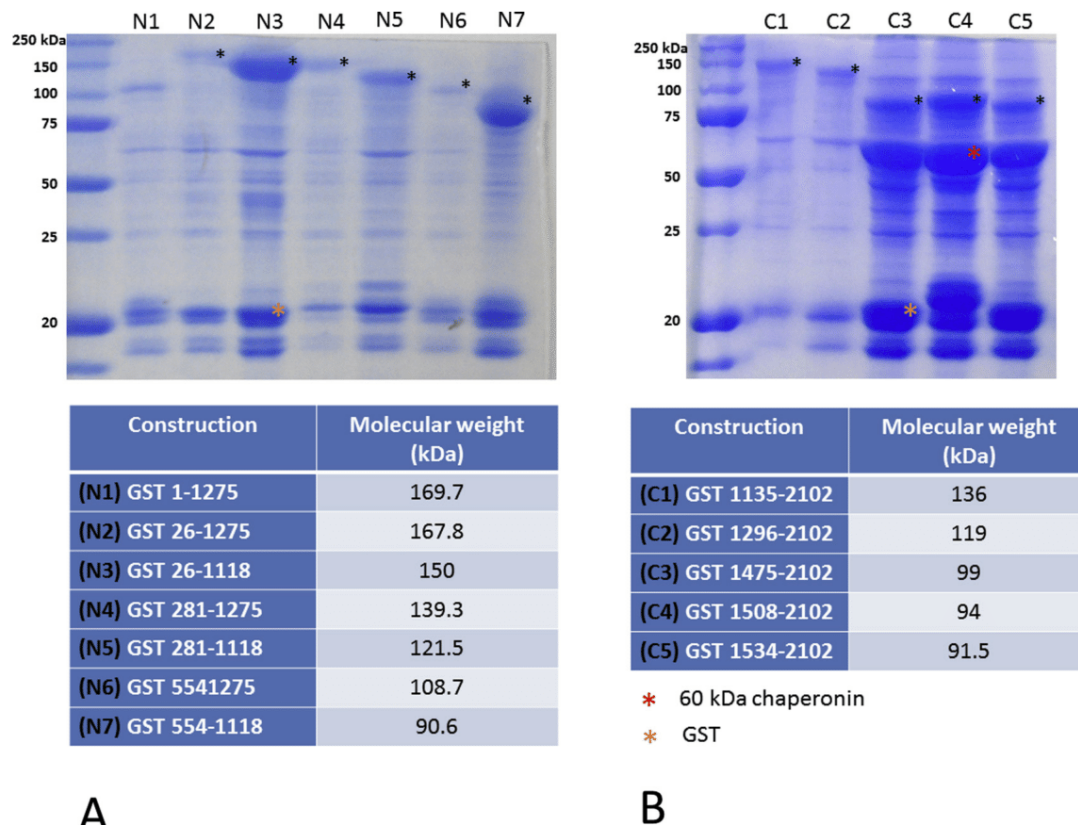 N1 N2 N3 N4 N5 N6 N7
250 kDa
150
100
75
50
25
20
C1 C2 C3 C4 C5
250 kDa
150
100
75
50
25
20
Construction Molecular weight (kDa)
(N1) GST 1-1275 169.7
(N2) GST 26-1275 167.8
(N3) GST 26-1118 150
(N4) GST 281-1275 139.3
(N5) GST 281-1118 121.5
(N6) GST 5541275 108.7
(N7) GST 554-1118 90.6
A
Construction Molecular weight (kDa)
(C1) GST 1135-2102 136
(C2) GST 1296-2102 119
(C3) GST 1475-2102 99
(C4) GST 1508-2102 94
(C5) GST 1534-2102 91.5
* 60 kDa chaperonin
* GST
B